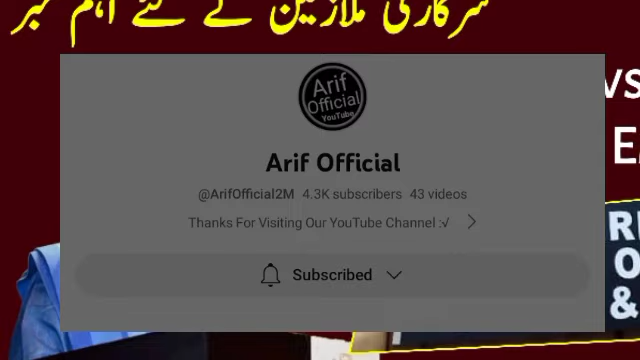 سرکاری ملازمین کے لئے اہم خبر
VS
E
Arif
Official
YouTube
Arif Official
@ArifOfficial2M 4.3K subscribers 43 videos
Thanks For Visiting Our YouTube Channel :√
Subscribed
R
O
&